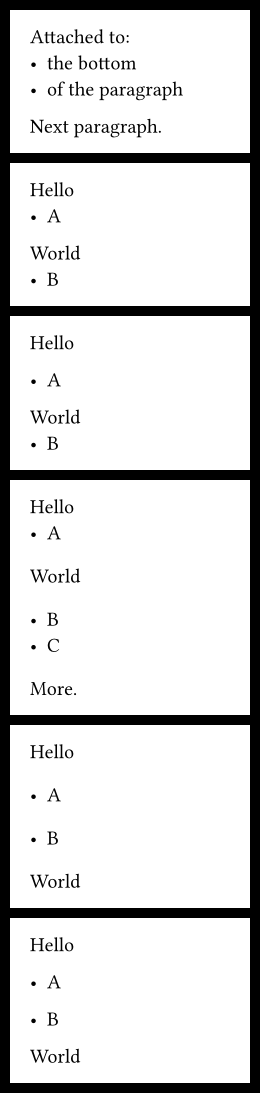 Attached to:
• the bottom
• of the paragraph
Next paragraph.
Hello
• A
World
• B
Hello
• A
World
• B
Hello
• A
World
• B
• C
More.
Hello
• A
• B
World
Hello
• A
• B
World